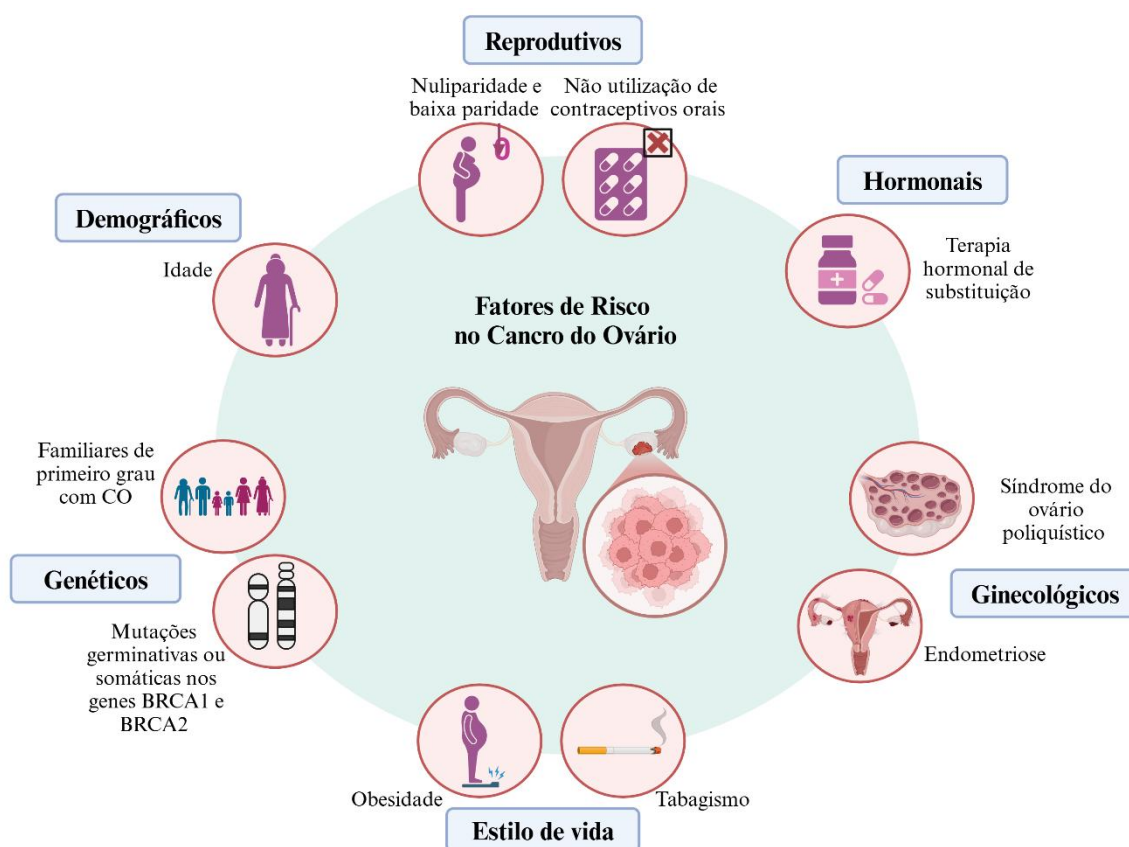 Reprodutivos
Nuliparidade e
baixa paridade
0
Não utilização de
contraceptivos orais
Hormonais
Terapia
hormonal de
substituição
Demográficos
Idade
Fatores de Risco
no Cancro do Ovário
Familiares de
primeiro grau
com CO
Síndrome do
ovário
poliquístico
Genéticos
Mutações
germinativas ou
somáticas nos
genes BRCA1 e
BRCA2
Ginecológicos
Endometriose
Obesidade
Tabagismo
Estilo de vida